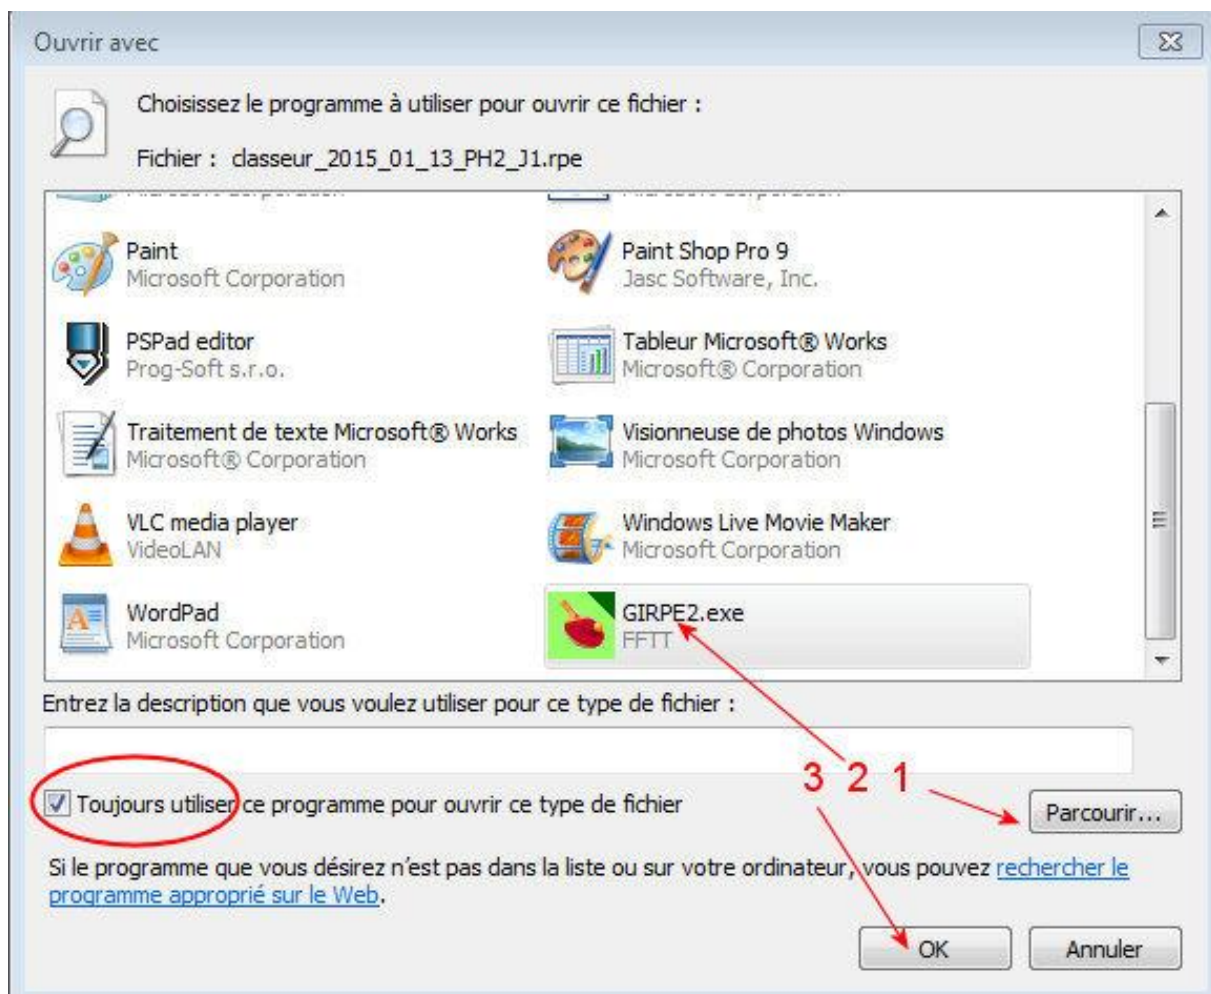 Ouvrir avec
Choisissez le programme à utiliser pour ouvrir ce fichier :
Fichier : classeur_2015_01_13_PH2_J1.rpe
Paint
Microsoft Corporation
Paint Shop Pro 9
Jasc Software, Inc.
PSPad editor
Prog-Soft s.r.o.
Tableur Microsoft® Works
Microsoft® Corporation
Traitement de texte Microsoft® Works
Microsoft® Corporation
Visionneuse de photos Windows
Microsoft Corporation
VLC media player
VideoLAN
Windows Live Movie Maker
Microsoft Corporation
WordPad
Microsoft Corporation
GIRPE2.exe
FFTT
Entrez la description que vous voulez utiliser pour ce type de fichier :
3 2 1
Toujours utiliser ce programme pour ouvrir ce type de fichier
Parcourir...
Si le programme que vous désirez n'est pas dans la liste ou sur votre ordinateur, vous pouvez rechercher le
programme approprié sur le Web.
OK
Annuler